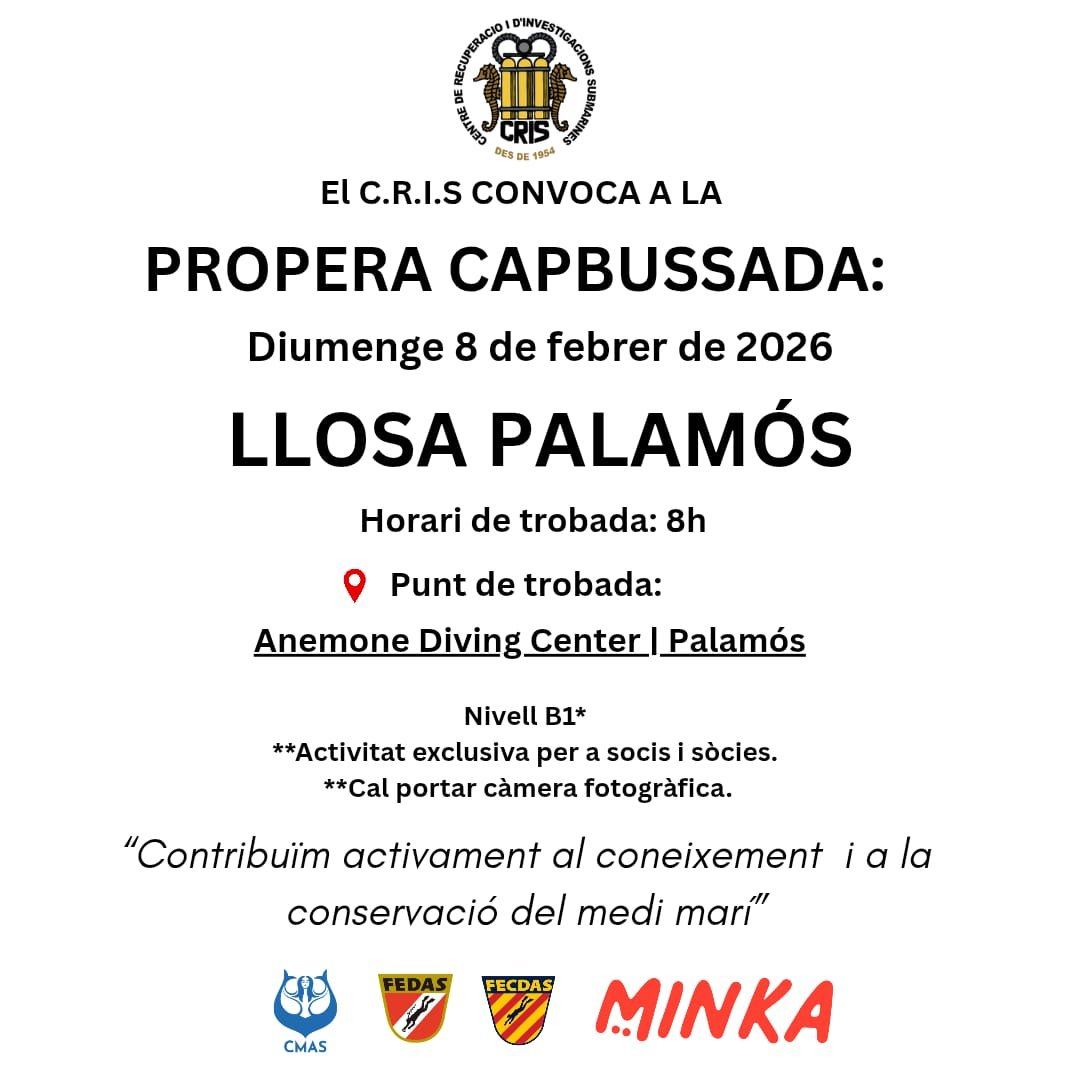 CENTRE DE RECUPERACIO I D'INVESTIGACIONS SUBMARINES
CRIS
DES DE 1954
El C.R.I.S CONVOCA A LA
PROPERA CAPBUSSADA:
Diumenge 8 de febrer de 2026
LLOSA PALAMÓS
Horari de trobada: 8h
Punt de trobada:
Anemone Diving Center | Palamós
Nivell B1*
**Activitat exclusiva per a socis i sòcies.
**Cal portar càmera fotogràfica.
“Contribuïm activament al coneixement i a la
conservació del medi marí”
CMAS
FEDAS
FECDAS
MINKA